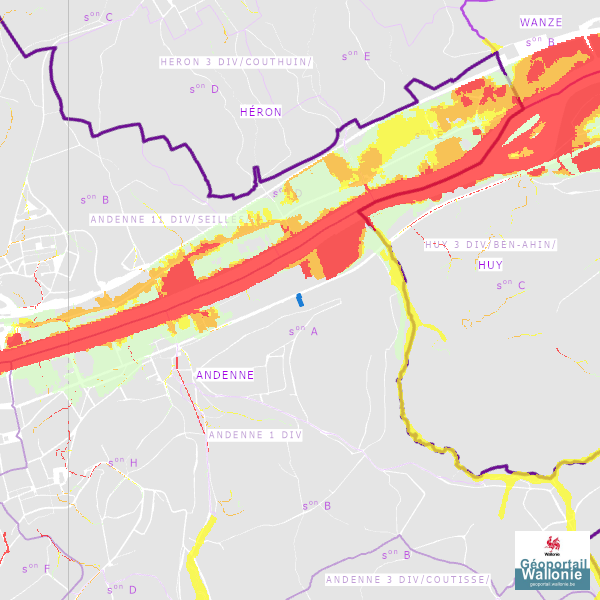 sᵒⁿ C
WANZE
sᵒⁿ B
HERON 3 DIV/COUTHUIN/
sᵒⁿ E
sᵒⁿ D
HÉRON
sᵒⁿ B
ANDENNE 11 DIV/SEILLES
HUY 3 DIV/BEN-AHIN/
HUY
sᵒⁿ C
sᵒⁿ A
ANDENNE
ANDENNE 1 DIV
sᵒⁿ H
sᵒⁿ B
sᵒⁿ B
sᵒⁿ F
sᵒⁿ D
ANDENNE 3 DIV/COUTISSE/
Wallonie
Géoportail
Wallonie
geoportail.wallonie.be